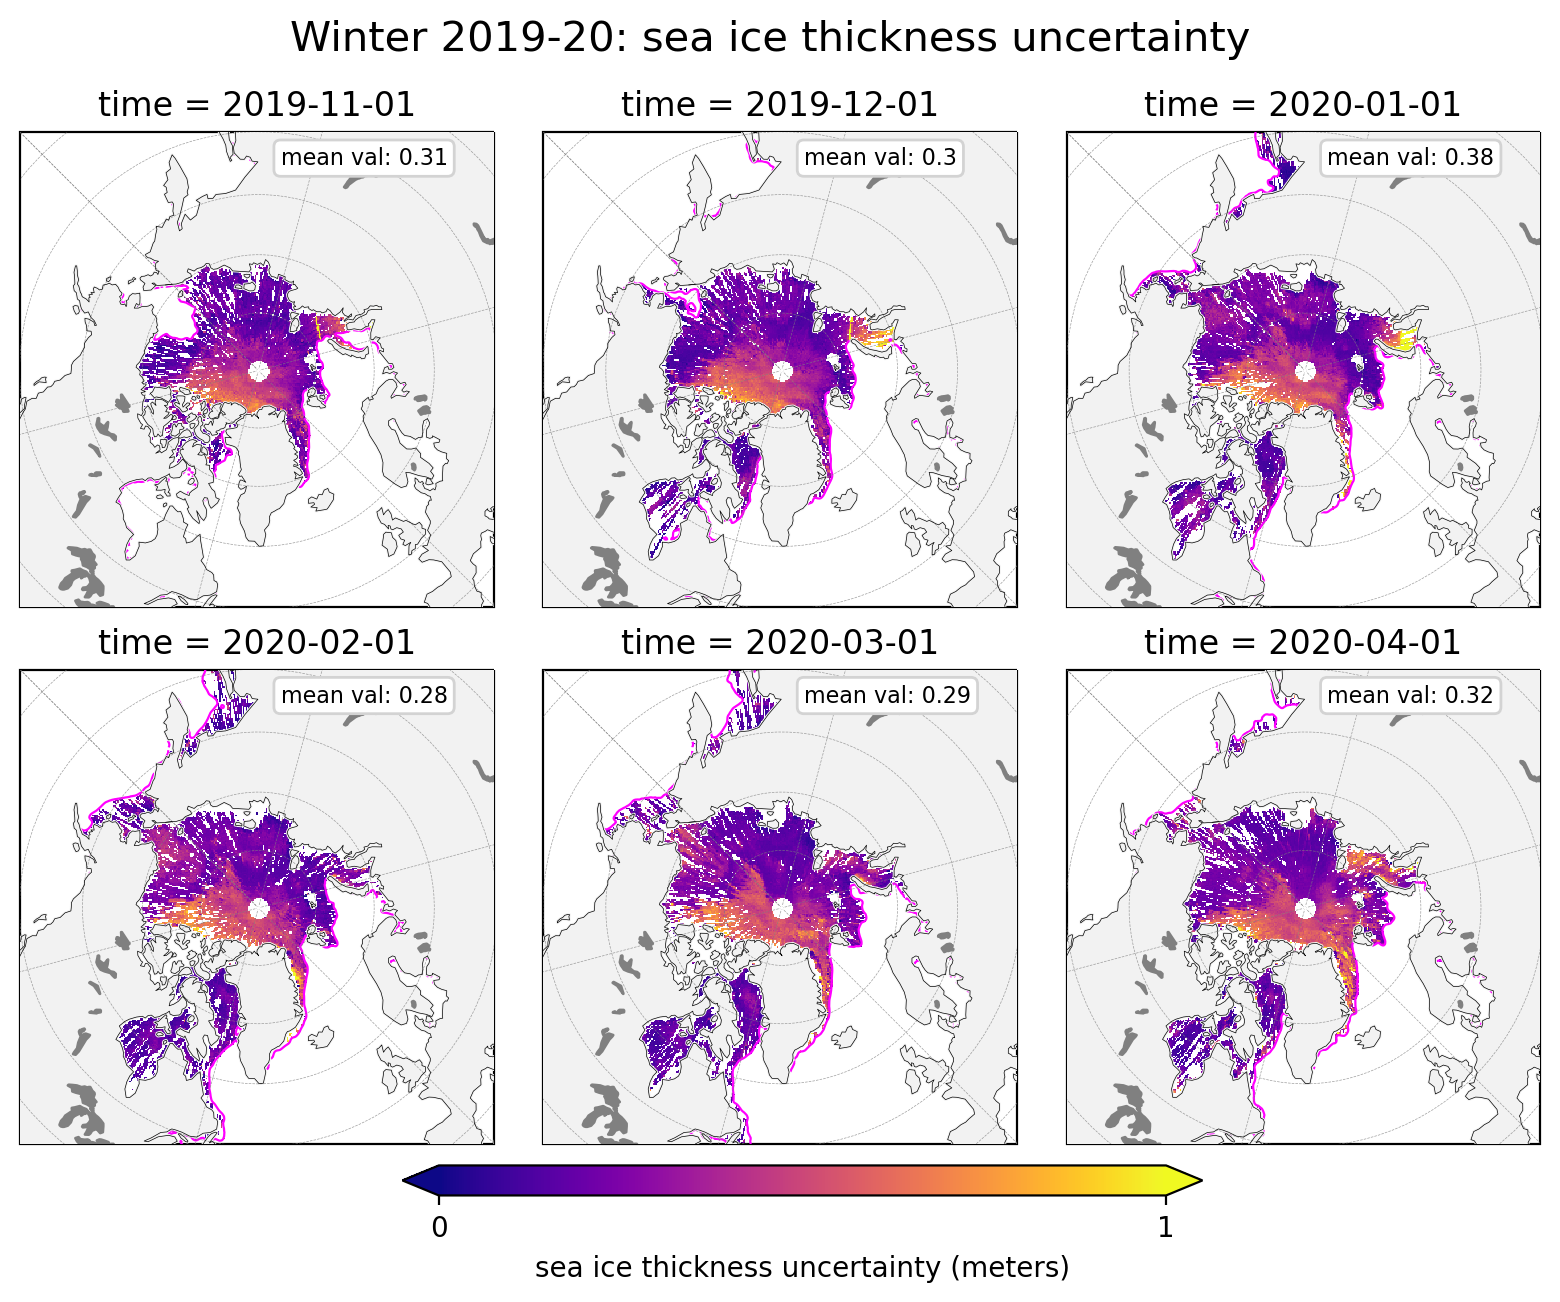 Winter 2019-20: sea ice thickness uncertainty
time = 2019-11-01
mean val: 0.31
time = 2019-12-01
mean val: 0.3
time = 2020-01-01
mean val: 0.38
time = 2020-02-01
mean val: 0.28
time = 2020-03-01
mean val: 0.29
time = 2020-04-01
mean val: 0.32
0 1
sea ice thickness uncertainty (meters)